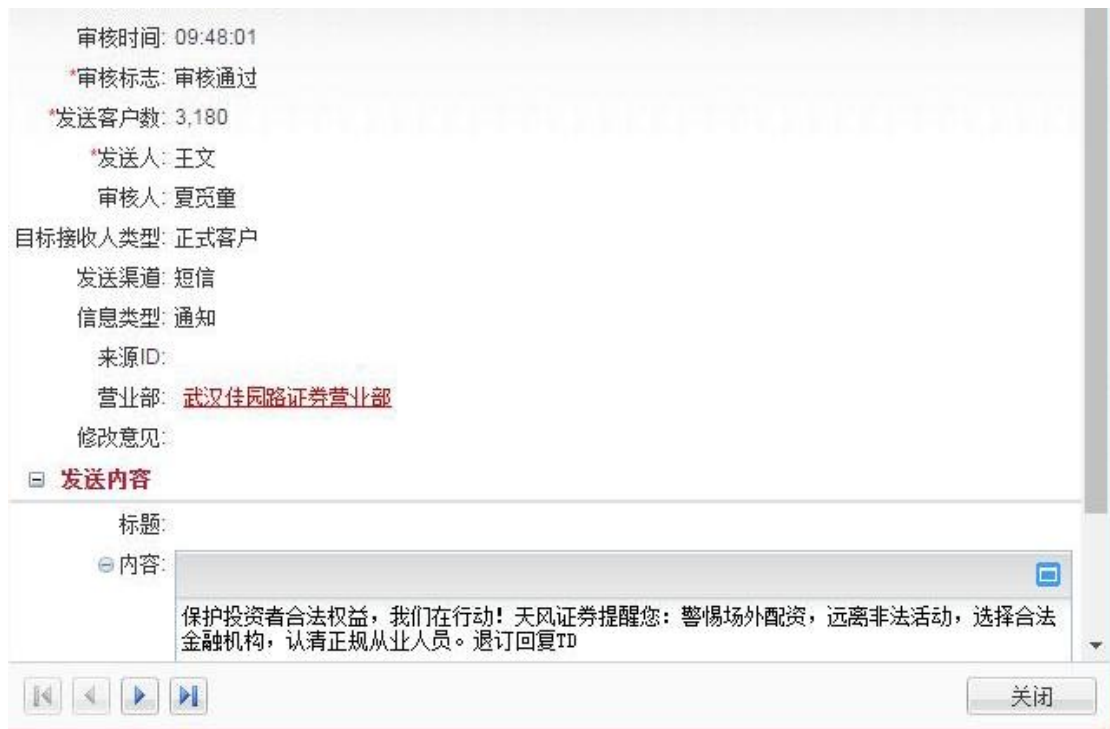 审核时间: 09:48:01
*审核标志: 审核通过
*发送客户数: 3,180
*发送人: 王文
审核人: 夏觅童
目标接收人类型: 正式客户
发送渠道: 短信
信息类型: 通知
来源ID:
营业部: 武汉佳园路证券营业部
修改意见:
发送内容
标题:
内容:
保护投资者合法权益，我们在行动！天风证券提醒您：警惕场外配资，远离非法活动，选择合法
金融机构，认清正规从业人员。退订回复TD
关闭